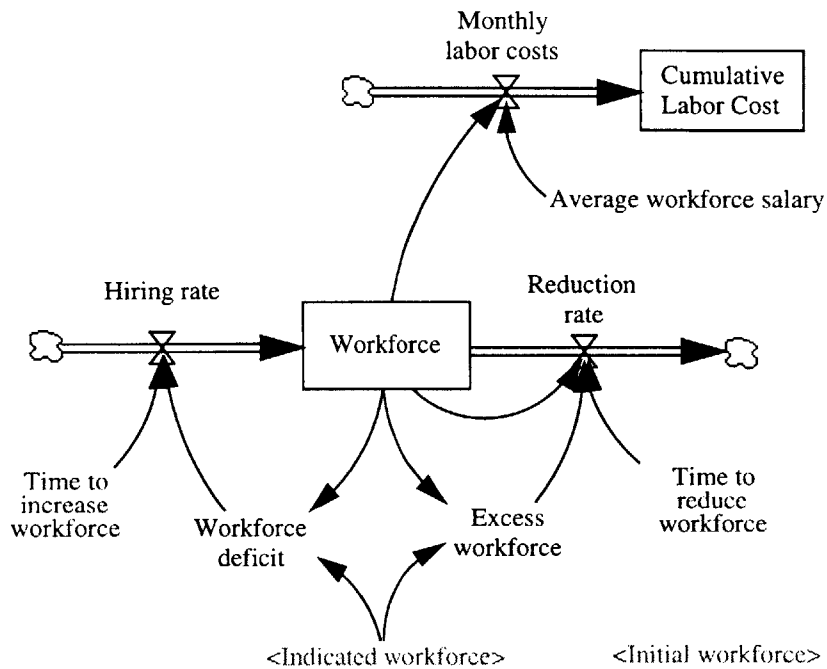 Monthly
labor costs
Cumulative
Labor Cost
Average workforce salary
Hiring rate
Reduction
rate
Workforce
Time to
increase
workforce
Workforce
deficit
Excess
workforce
Time to
reduce
workforce
<Indicated workforce>
<Initial workforce>